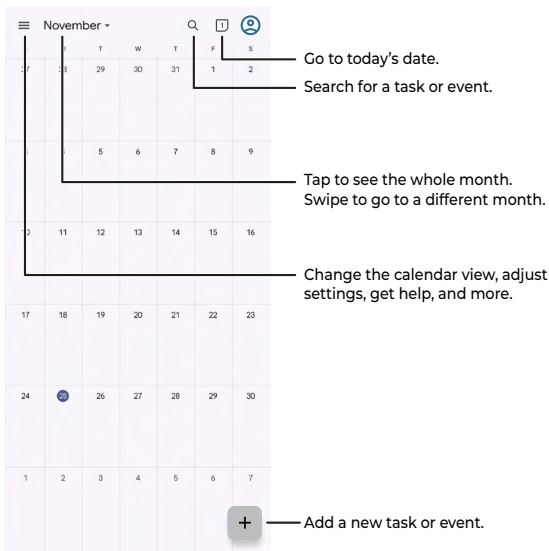 November
1
T W T F S
29 30 31 1 2
5 6 7 8 9
11 12 13 14 15 16
17 18 19 20 21 22 23
24 25 26 27 28 29 30
1 2 3 4 5 6 7
+
Go to today's date.
Search for a task or event.
Tap to see the whole month.
Swipe to go to a different month.
Change the calendar view, adjust
settings, get help, and more.
Add a new task or event.